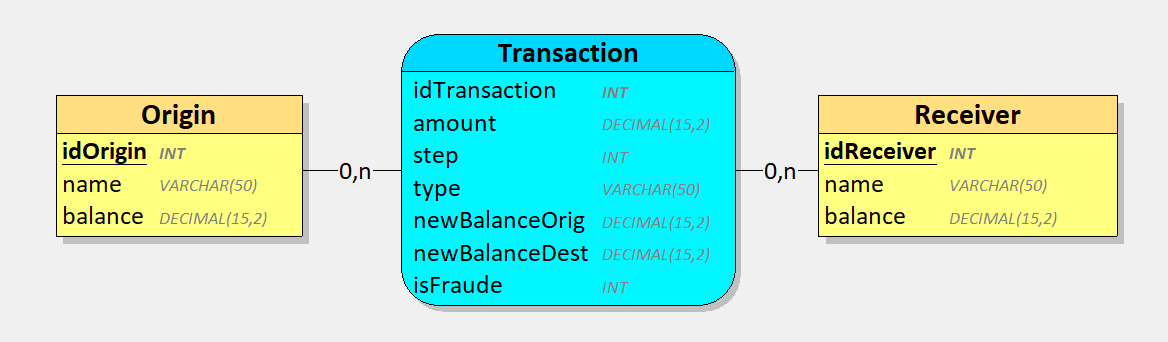 Origin
idOrigin INT
name VARCHAR(50)
balance DECIMAL(15,2)
0,n
Transaction
idTransaction INT
amount DECIMAL(15,2)
step INT
type VARCHAR(50)
newBalanceOrig DECIMAL(15,2)
newBalanceDest DECIMAL(15,2)
isFraude INT
0,n
Receiver
idReceiver INT
name VARCHAR(50)
balance DECIMAL(15,2)